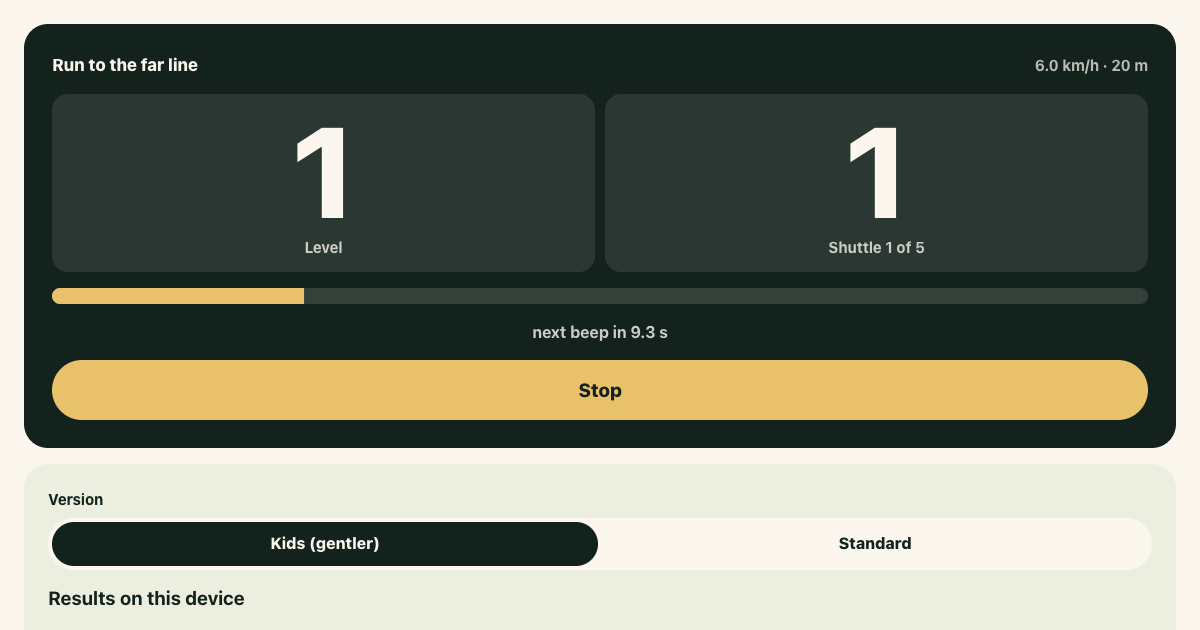 Run to the far line
6.0 km/h · 20 m
1
Level
1
Shuttle 1 of 5
next beep in 9.3 s
Stop
Version
Kids (gentler)
Standard
Results on this device